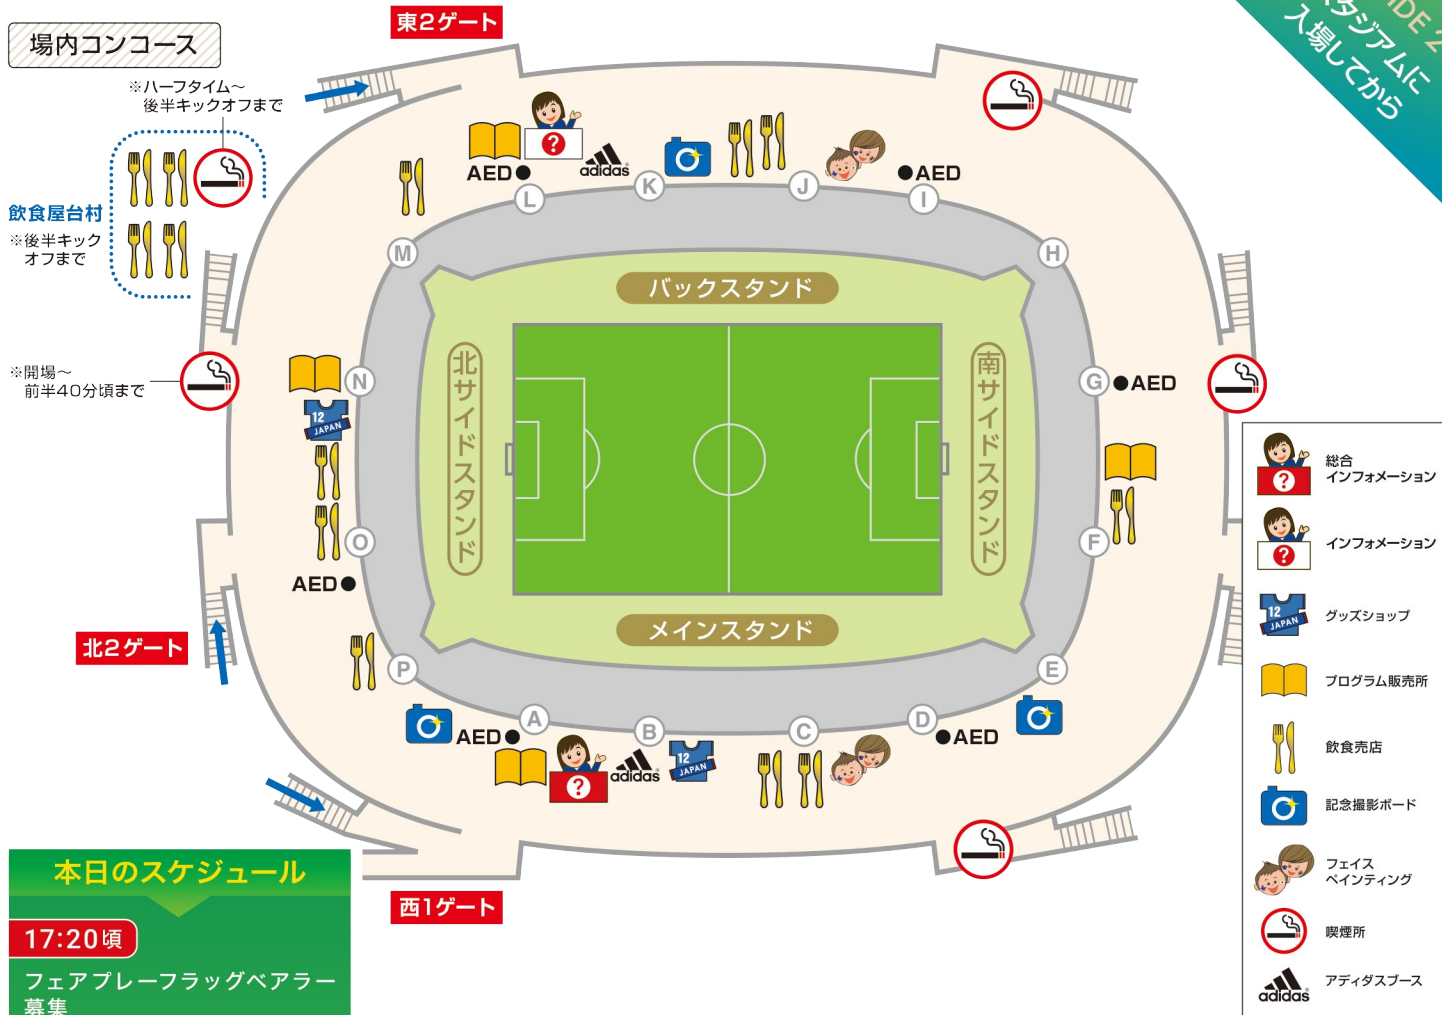 場内コンコース
東2ゲート
IDE 2
スタジアムに
入場してから
※ハーフタイム~
後半キックオフまで
飲食屋台村
※後半キック
オフまで
※開場~
前半40分頃まで
AED
adidas
AED
L
K
J
I
M
H
バックスタンド
北サイドスタンド
南サイドスタンド
N
G
AED
12
JAPAN
O
F
AED
メインスタンド
北2ゲート
P
E
A
B
C
D
AED
adidas
12
JAPAN
AED
西1ゲート
本日のスケジュール
17:20頃
フェアプレーフラッグベアラー
募集
?
総合
インフォメーション
?
インフォメーション
12
JAPAN
グッズショップ
プログラム販売所
飲食売店
記念撮影ボード
フェイス
ペインティング
喫煙所
adidas
アディダスブース